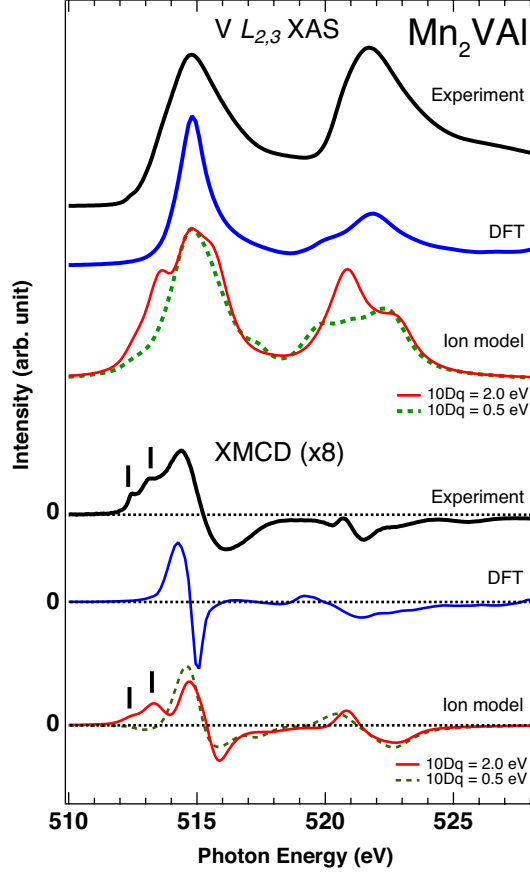 V L2,3 XAS
Mn2VAl
Experiment
DFT
Ion model
10Dq = 2.0 eV
10Dq = 0.5 eV
XMCD (x8)
0
Experiment
0
DFT
0
Ion model
10Dq = 2.0 eV
10Dq = 0.5 eV
Intensity (arb. unit)
510
515
520
525
Photon Energy (eV)